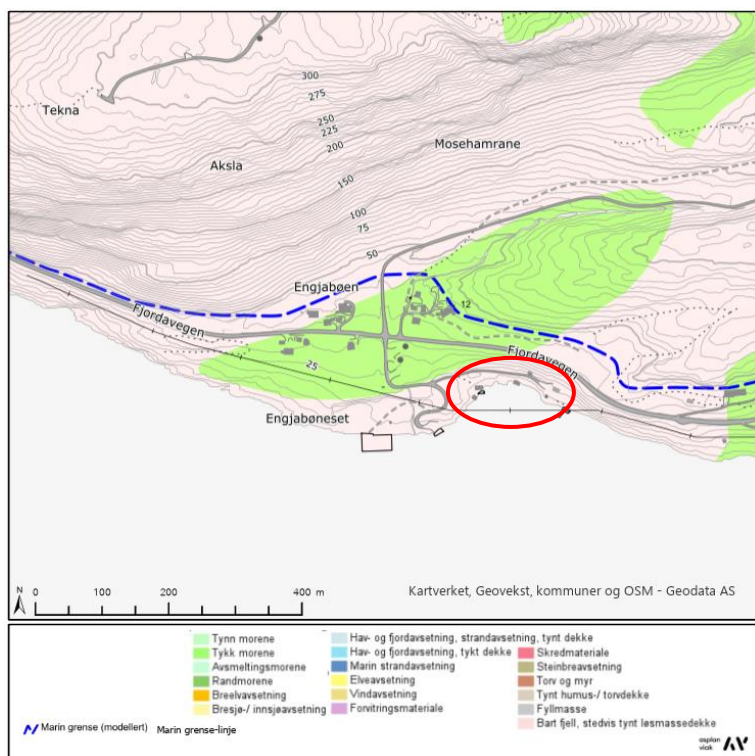 300
275
250
225
200
Tekna
Mosehamrane
Aksla
150
100
75
50
Engjabøen
12
Fjordavegen
Fjordavegen
25
Engjabøneset
N
0 100 200 400 m
Kartverket, Geovekst, kommuner og OSM - Geodata AS
Tynn morene
Tykk morene
Avsmeltingsmorene
Randmorene
Breelvavsetning
Bresjø-/ innsjøavsetning
Hav- og fjordavsetning, strandavsetning, tynt dekke
Hav- og fjordavsetning, tykt dekke
Marin strandavsetning
Elveavsetning
Vindavsetning
Forvitringsmateriale
Skredmateriale
Steinbreavsetning
Torv og myr
Tynt humus-/ torvdekke
Fyllmasse
Bart fjell, stedvis tynt løsmassedekke
Marin grense (modellert) Marin grense-linje
asplan
viak